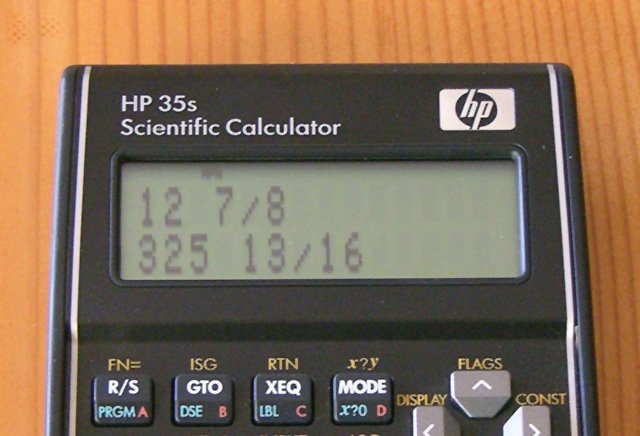 HP 35s
hp
Scientific Calculator
12 7/8
325 13/16
FN= ISG RTN x?y FLAGS
R/S GTO XEQ MODE
PRGM A DSE B LBL C x?0 D DISPLAY CONST